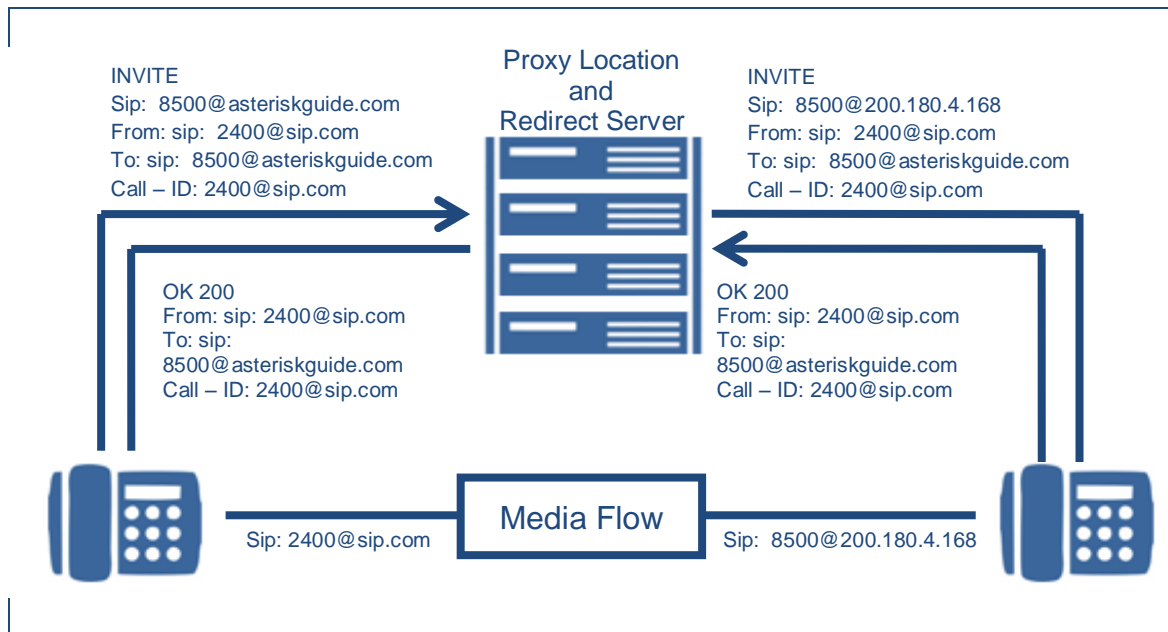 INVITE
Sip: 8500@asteriskguide.com
From: sip: 2400@sip.com
To: sip: 8500@asteriskguide.com
Call – ID: 2400@sip.com
Proxy Location
and
Redirect Server
INVITE
Sip: 8500@200.180.4.168
From: sip: 2400@sip.com
To: sip: 8500@asteriskguide.com
Call – ID: 2400@sip.com
OK 200
From: sip: 2400@sip.com
To: sip:
8500@asteriskguide.com
Call – ID: 2400@sip.com
OK 200
From: sip: 2400@sip.com
To: sip:
8500@asteriskguide.com
Call – ID: 2400@sip.com
Media Flow
Sip: 2400@sip.com
Sip: 8500@200.180.4.168